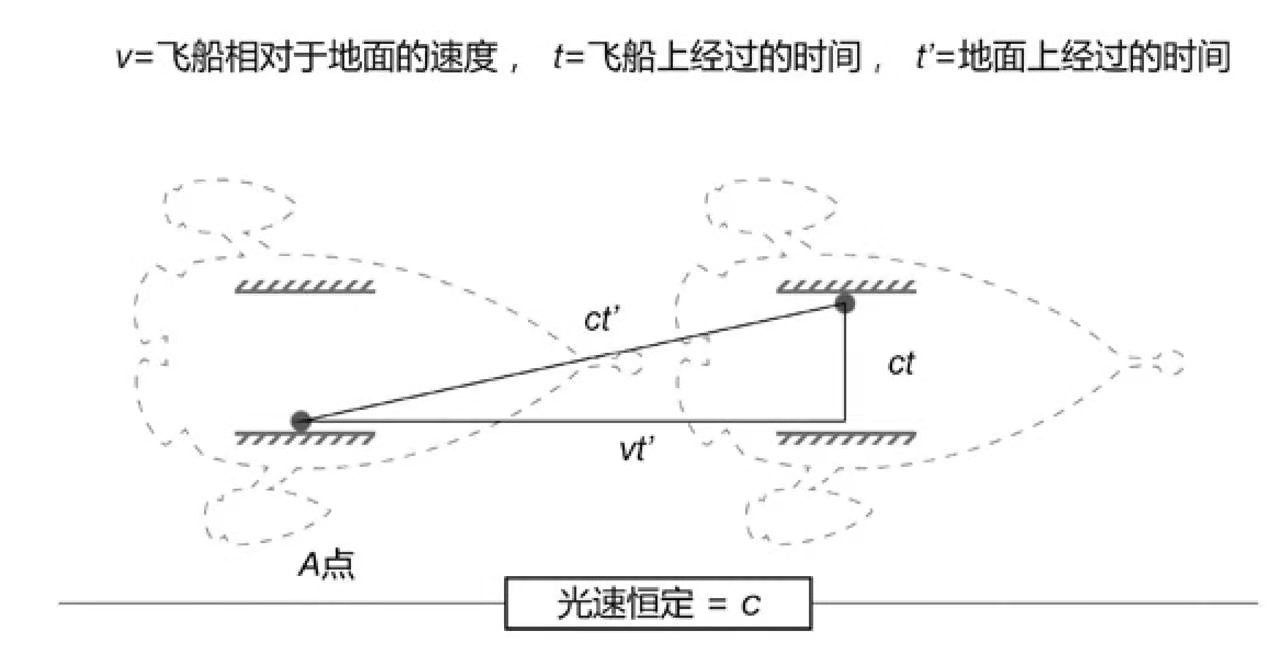 v=飞船相对于地面的速度， t=飞船上经过的时间， t’=地面上经过的时间
ct’
ct
vt’
A点
光速恒定 = c